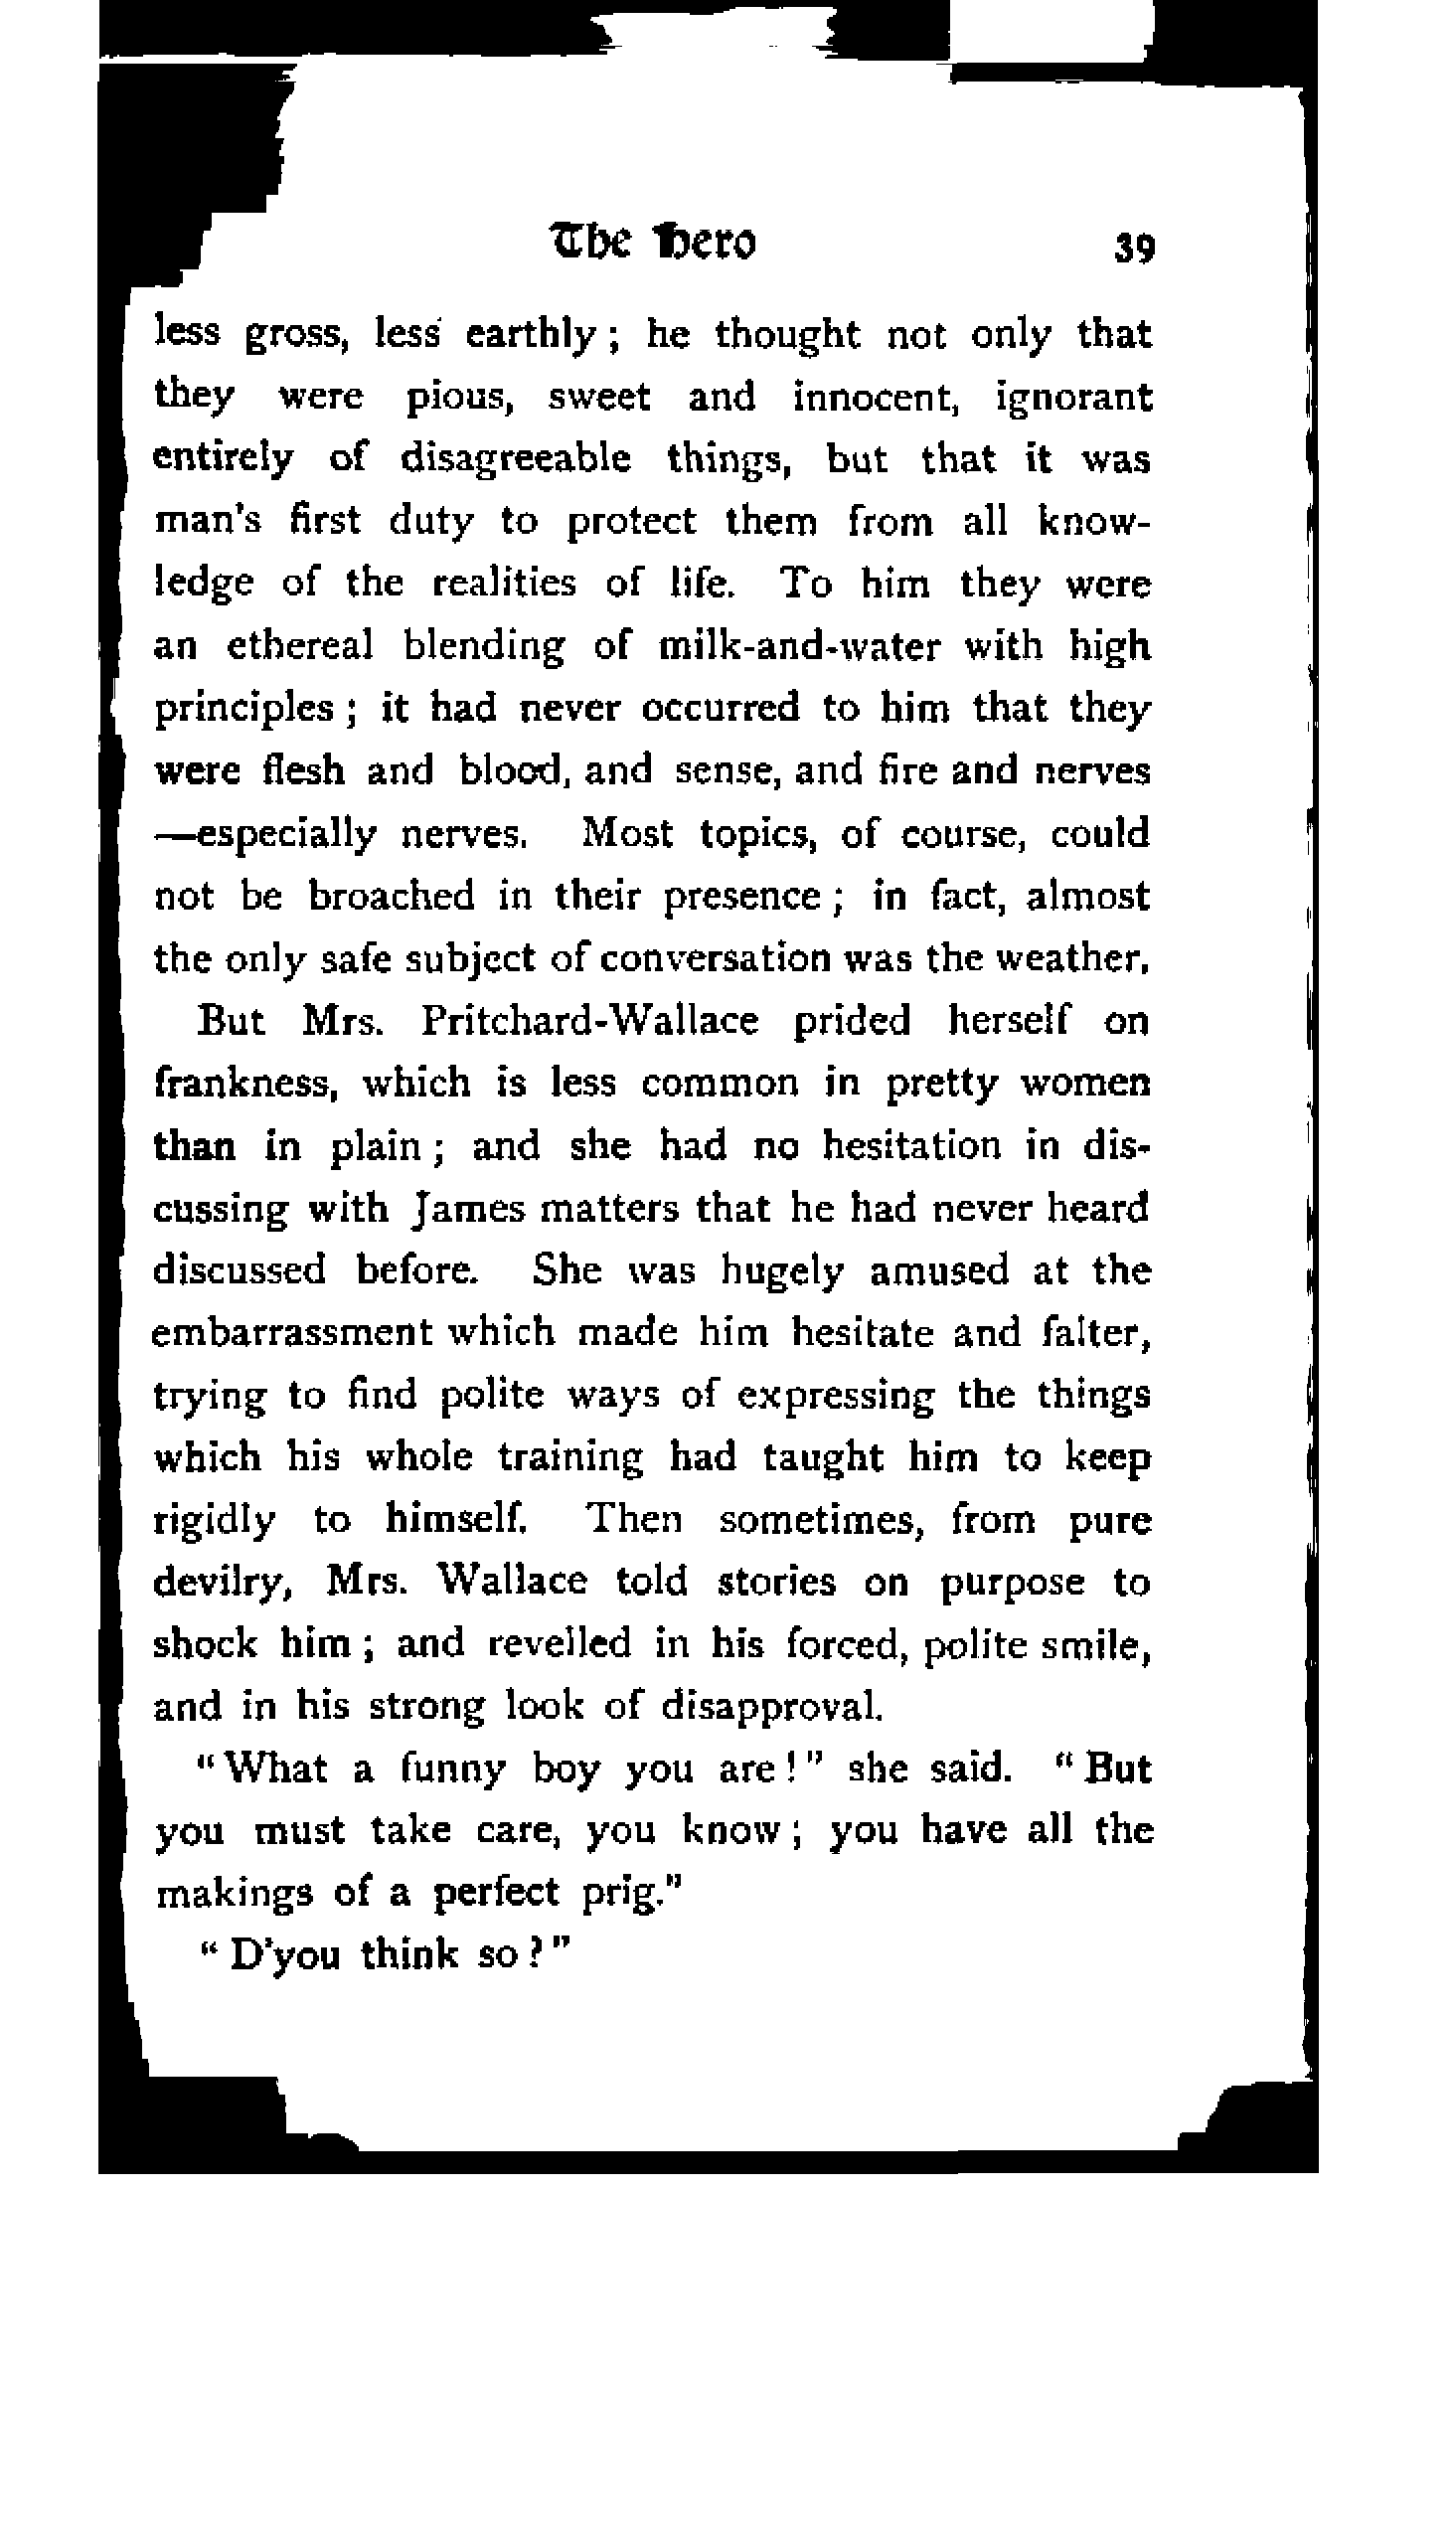 The Hero 39
less gross, less earthly; he thought not only that
they were pious, sweet and innocent, ignorant
entirely of disagreeable things, but that it was
man's first duty to protect them from all know-
ledge of the realities of life. To him they were
an ethereal blending of milk-and-water with high
principles; it had never occurred to him that they
were flesh and blood, and sense, and fire and nerves
—especially nerves. Most topics, of course, could
not be broached in their presence; in fact, almost
the only safe subject of conversation was the weather.
But Mrs. Pritchard-Wallace prided herself on
frankness, which is less common in pretty women
than in plain; and she had no hesitation in dis-
cussing with James matters that he had never heard
discussed before. She was hugely amused at the
embarrassment which made him hesitate and falter,
trying to find polite ways of expressing the things
which his whole training had taught him to keep
rigidly to himself. Then sometimes, from pure
devilry, Mrs. Wallace told stories on purpose to
shock him; and revelled in his forced, polite smile,
and in his strong look of disapproval.
"What a funny boy you are!" she said. "But
you must take care, you know; you have all the
makings of a perfect prig."
"D'you think so?"